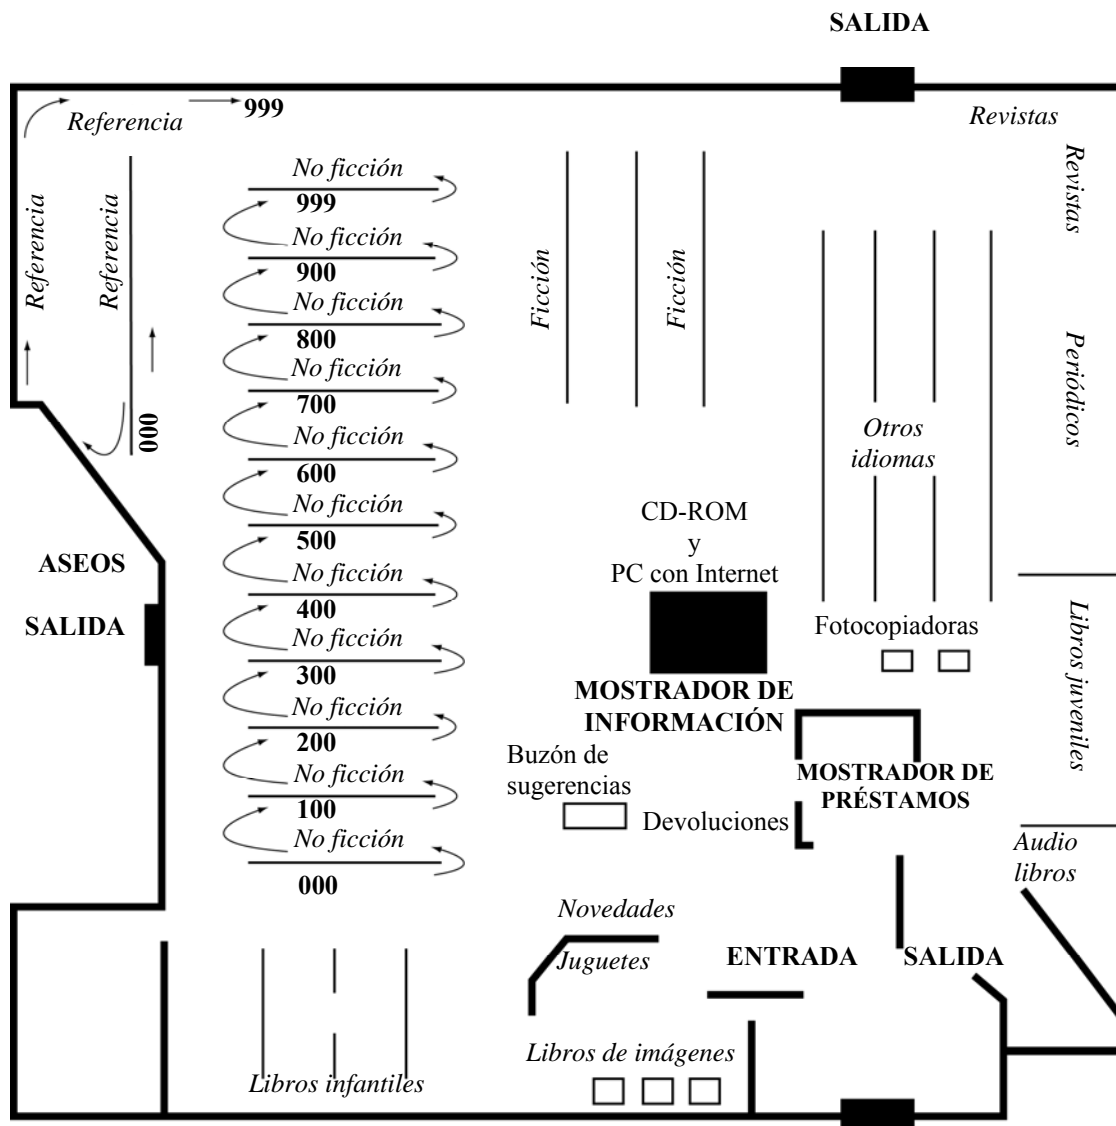 SALIDA
Referencia
999
Revistas
Revistas
Referencia
Referencia
000
No ficción
999
No ficción
900
No ficción
800
No ficción
700
No ficción
600
No ficción
500
No ficción
400
No ficción
300
No ficción
200
No ficción
100
No ficción
000
Ficción
Ficción
Otros
idiomas
Periódicos
ASEOS
SALIDA
CD-ROM
y
PC con Internet
MOSTRADOR DE
INFORMACIÓN
Fotocopiadoras
Libros juveniles
Buzón de
sugerencias
Devoluciones
MOSTRADOR DE
PRÉSTAMOS
Audio
libros
Novedades
Juguetes
ENTRADA
SALIDA
Libros infantiles
Libros de imágenes